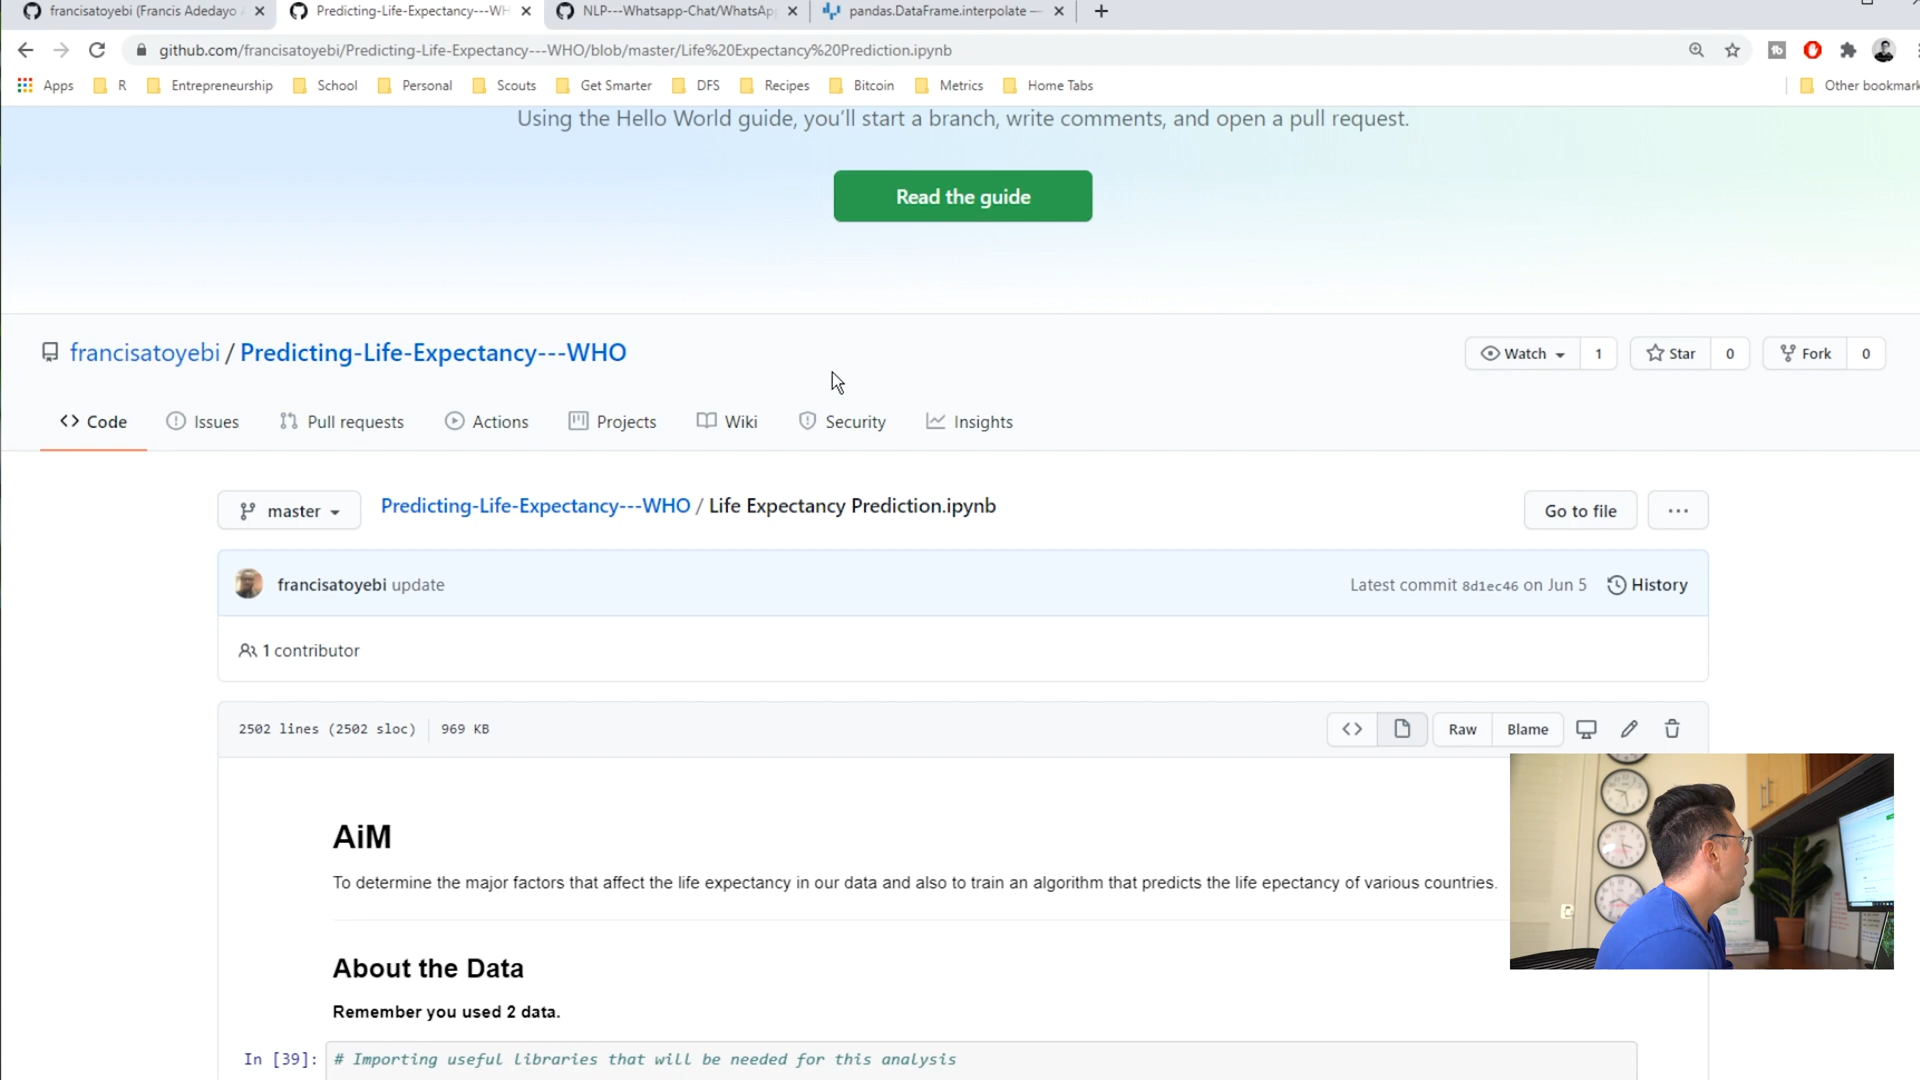 francisatoyebi (Francis Adedayo
Predicting-Life-Expectancy---WH
NLP---Whatsapp-Chat/WhatsAp
pandas.DataFrame.interpolate —
github.com/francisatoyebi/Predicting-Life-Expectancy---WHO/blob/master/Life%20Expectancy%20Prediction.ipynb
Apps R Entrepreneurship School Personal Scouts Get Smarter DFS Recipes Bitcoin Metrics Home Tabs Other bookmark
Using the Hello World guide, you’ll start a branch, write comments, and open a pull request.
Read the guide
francisatoyebi / Predicting-Life-Expectancy---WHO
Watch 1 Star 0 Fork 0
Code Issues Pull requests Actions Projects Wiki Security Insights
master Predicting-Life-Expectancy---WHO / Life Expectancy Prediction.ipynb Go to file ...
francisatoyebi update Latest commit 8d1ec46 on Jun 5 History
1 contributor
2502 lines (2502 sloc) 969 KB <> Raw Blame
AiM
To determine the major factors that affect the life expectancy in our data and also to train an algorithm that predicts the life epectancy of various countries.
About the Data
Remember you used 2 data.
In [39]: # Importing useful libraries that will be needed for this analysis